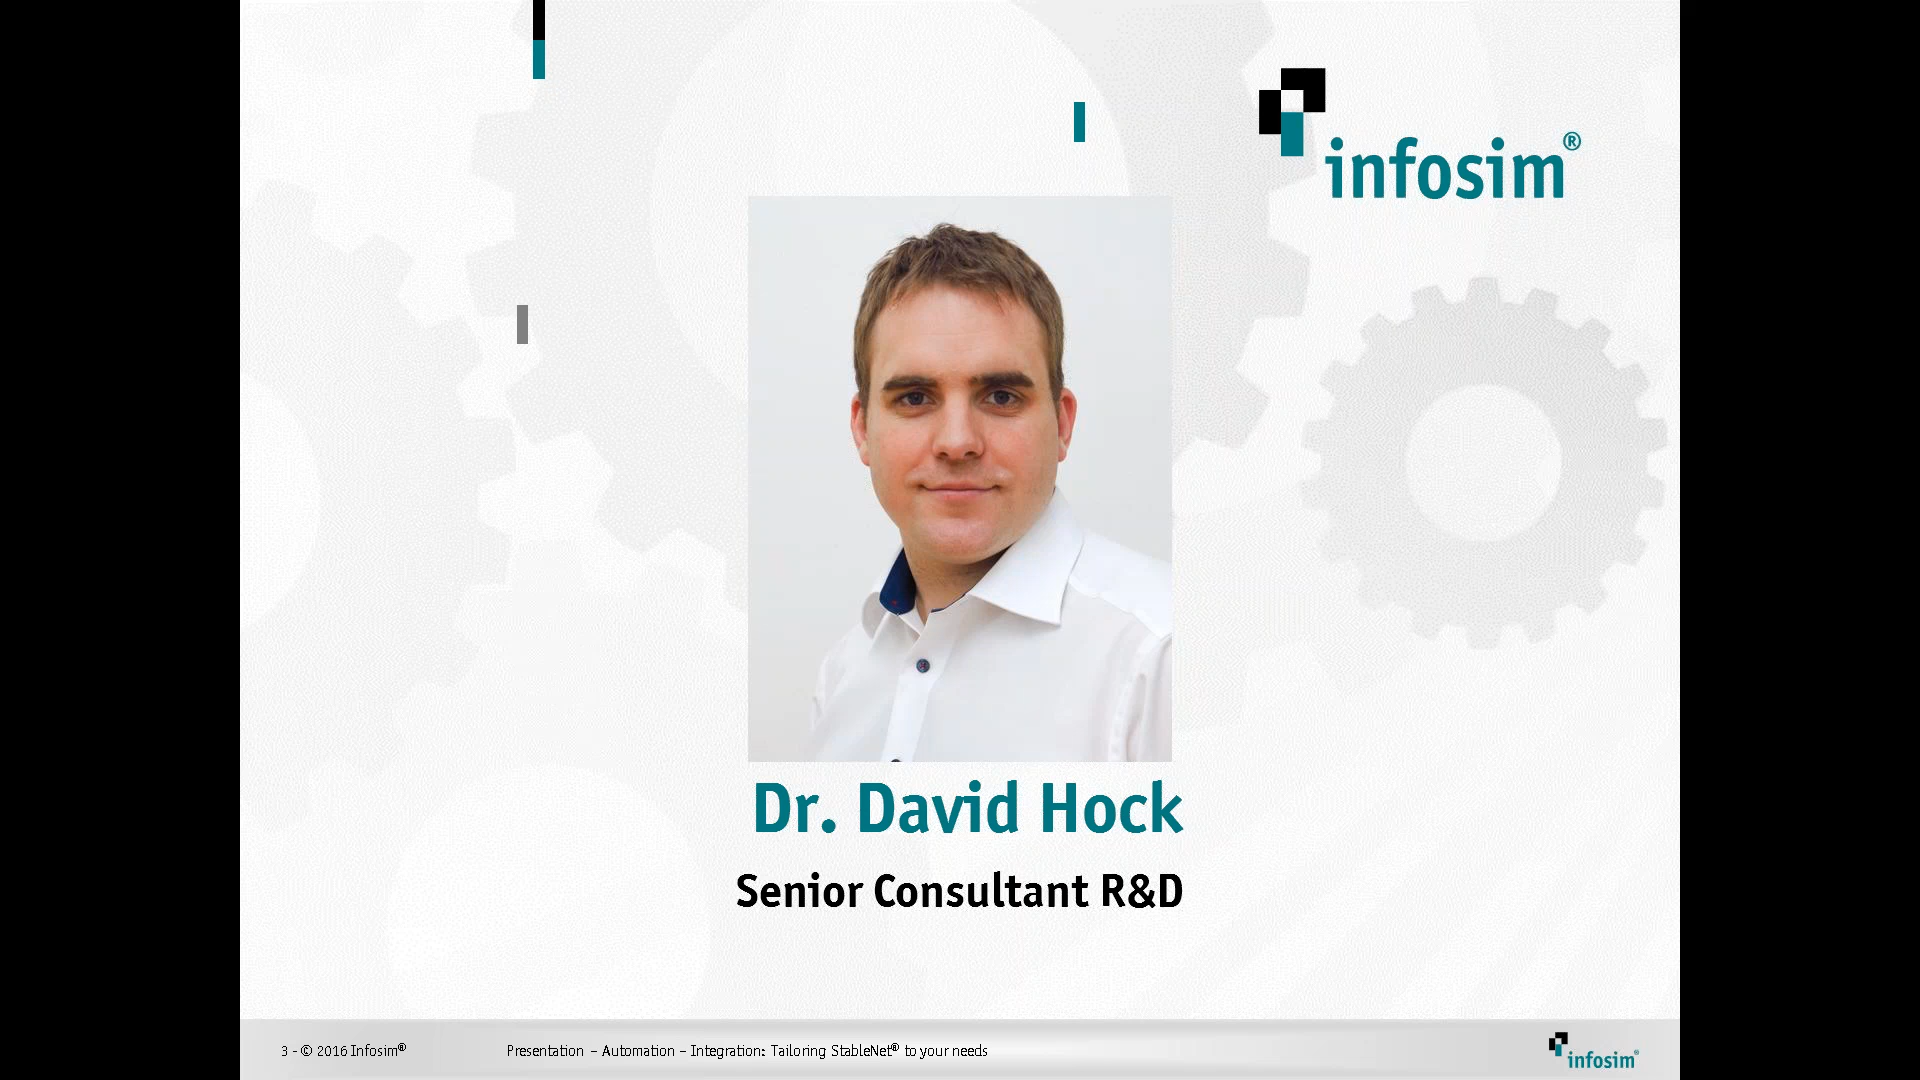 infosim®
Dr. David Hock
Senior Consultant R&D
3 - © 2016 Infosim®
Presentation – Automation – Integration: Tailoring StableNet® to your needs
infosim®